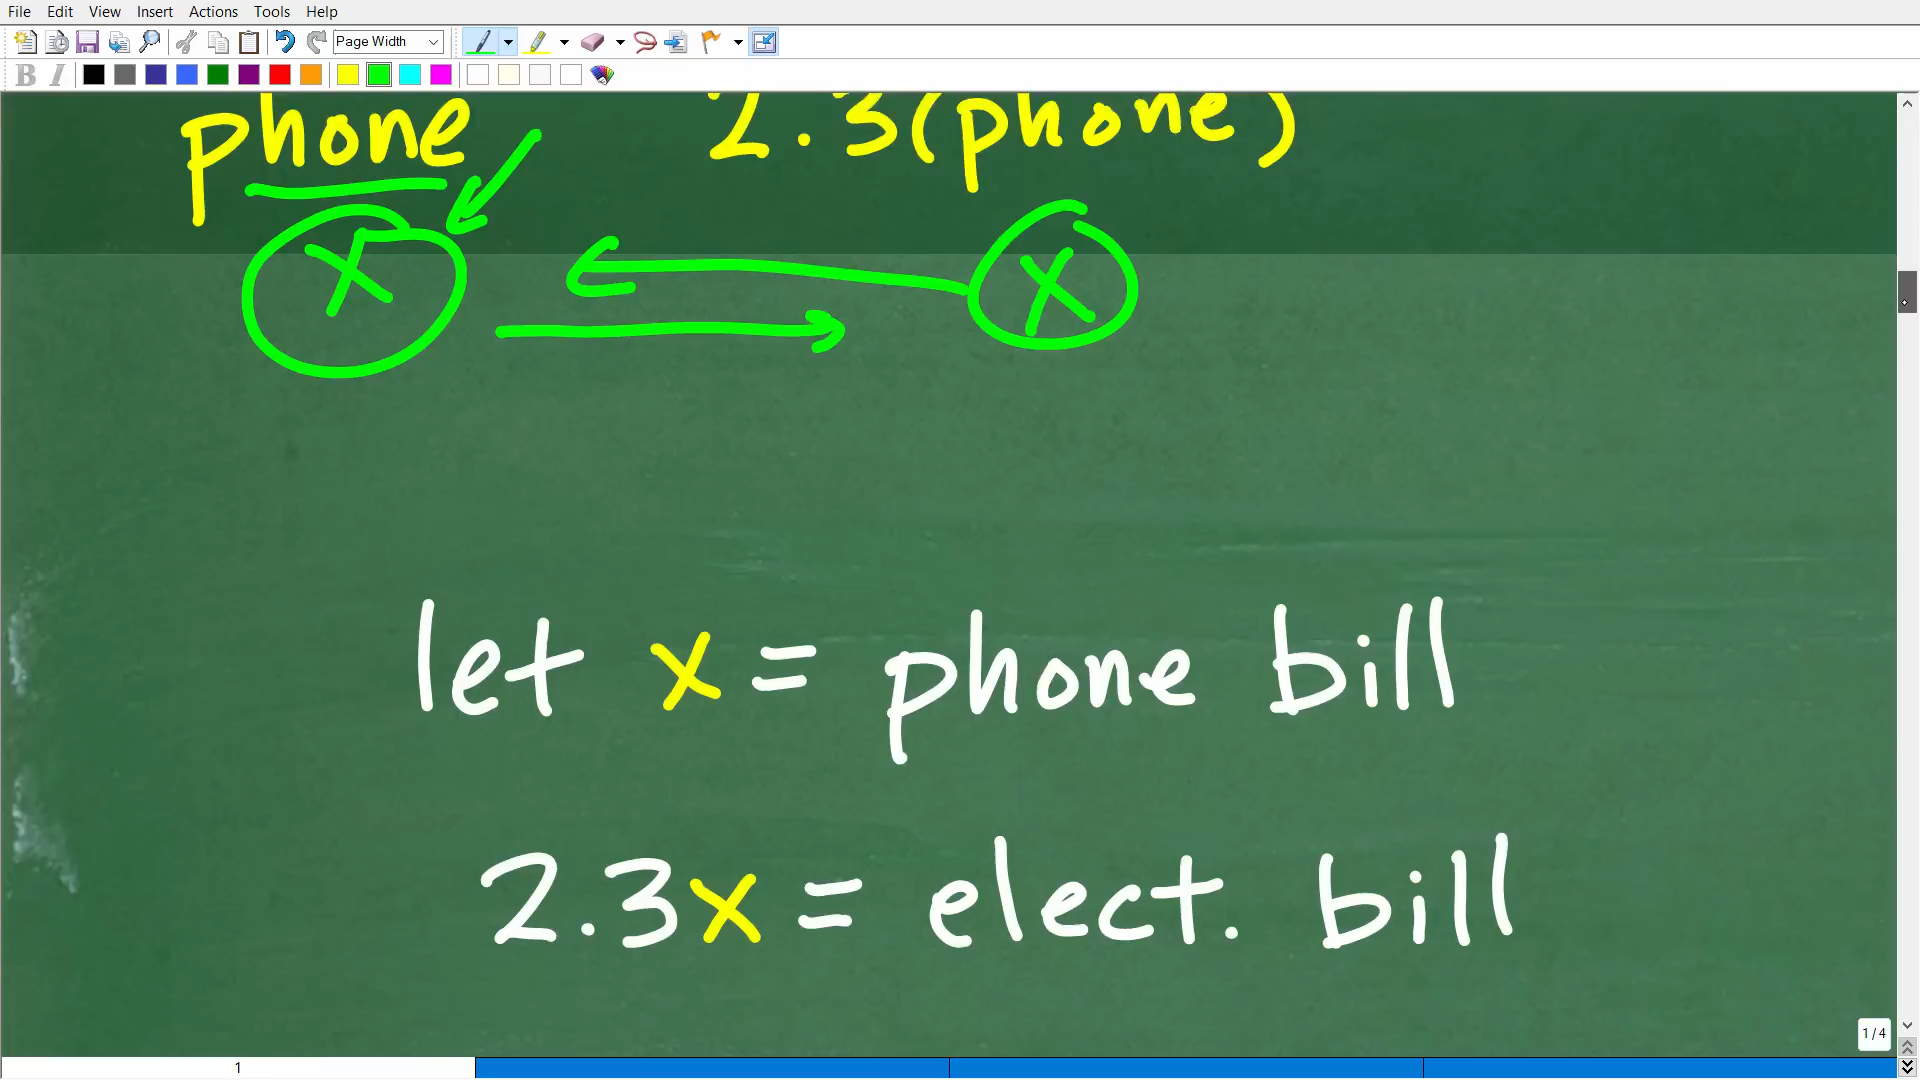 File Edit View Insert Actions Tools Help
Page Width
B I
phone 2.3(phone)
X X
let x = phone bill
2.3x = elect. bill
1 / 4
1